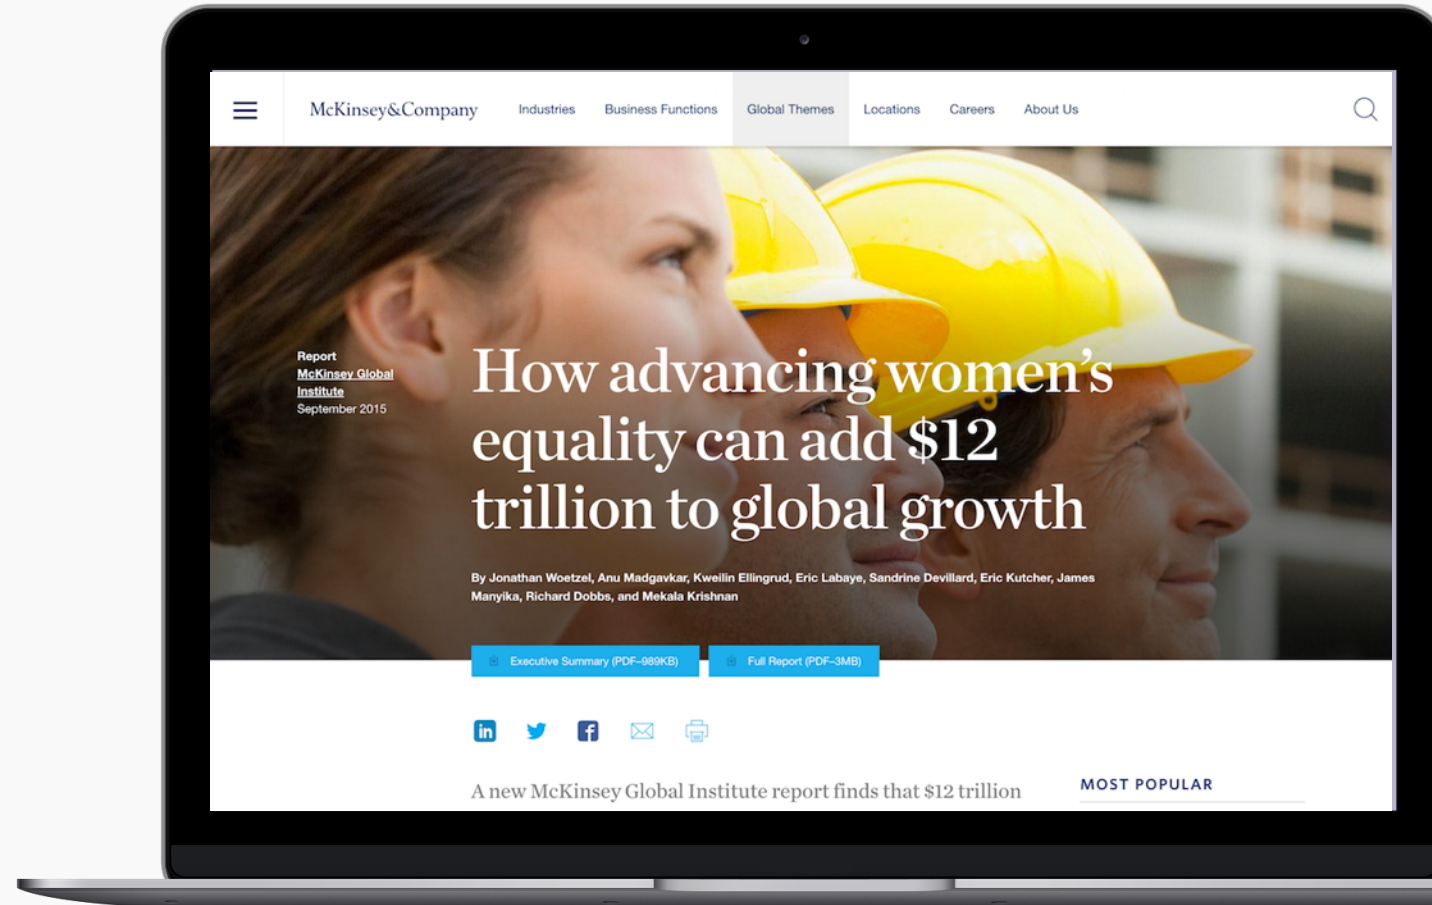 McKinsey&Company
Industries
Business Functions
Global Themes
Locations
Careers
About Us
Report
McKinsey Global
Institute
September 2015
How advancing women's
equality can add $12
trillion to global growth
By Jonathan Woetzel, Anu Madgavkar, Kweilin Ellingrud, Eric Labaye, Sandrine Devillard, Eric Kutcher, James
Manyika, Richard Dobbs, and Mekala Krishnan
Executive Summary (PDF–989KB)
Full Report (PDF–3MB)
in
f
A new McKinsey Global Institute report finds that $12 trillion
MOST POPULAR